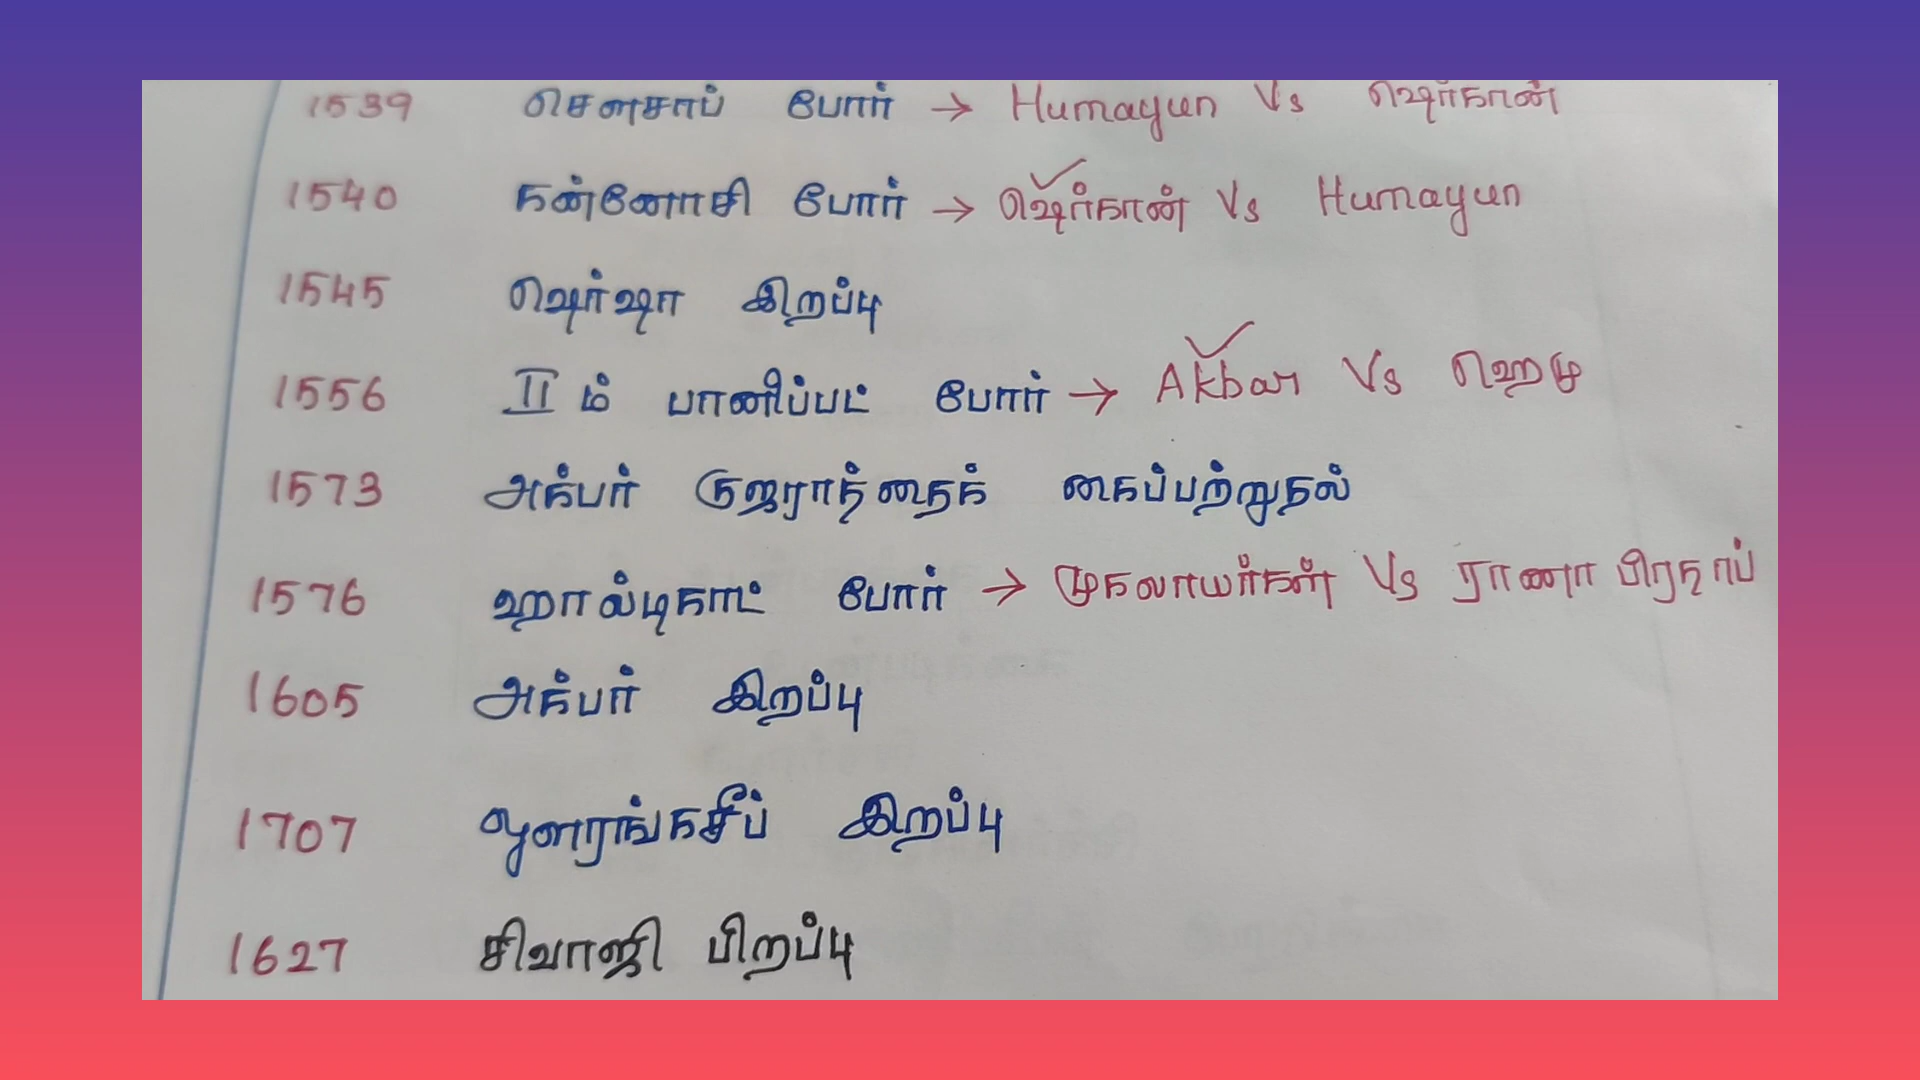 1539 சௌசாப் போர் → Humayun Vs ஷெர்கான்
1540 கன்னோசி போர் → ஷெர்கான் Vs Humayun
1545 ஷெர்ஷா இறப்பு
1556 II ம் பானிப்பட் போர் → Akbar Vs ஹெமு
1573 அக்பர் குஜராத்தைக் கைப்பற்றுதல்
1576 ஹால்டிகாட் போர் → முகலாயர்கள் Vs ராணா பிரதாப்
1605 அக்பர் இறப்பு
1707 ஔரங்கசீப் இறப்பு
1627 சிவாஜி பிறப்பு